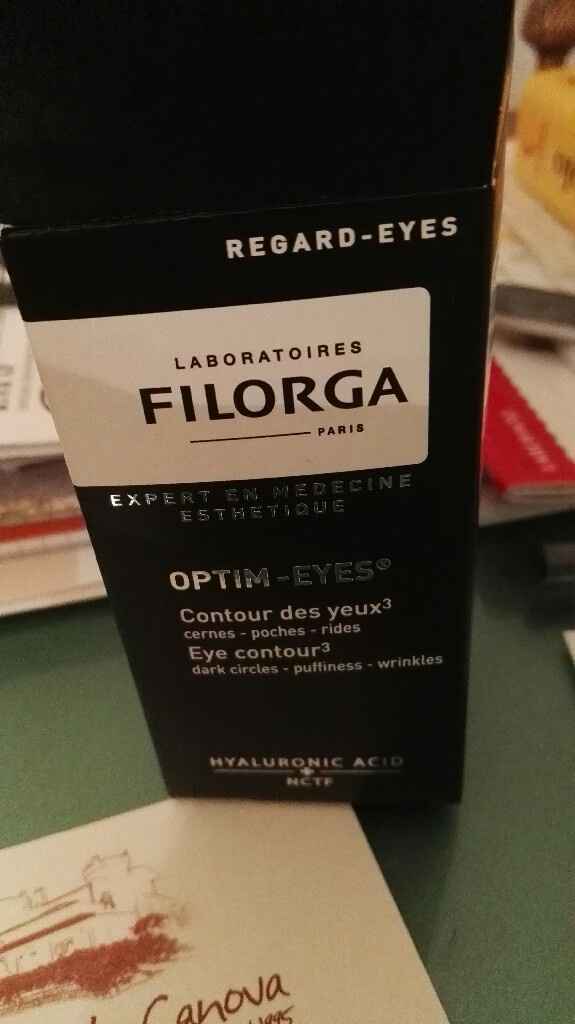 REGARD-EYES
LABORATOIRES
FILORGA
PARIS
EXPERT EN MEDECINE
ESTHETIQUE
OPTIM-EYES®
Contour des yeux³
cernes - poches - rides
Eye contour³
dark circles - puffiness - wrinkles
HYALURONIC ACID
+
NCTF
Canova